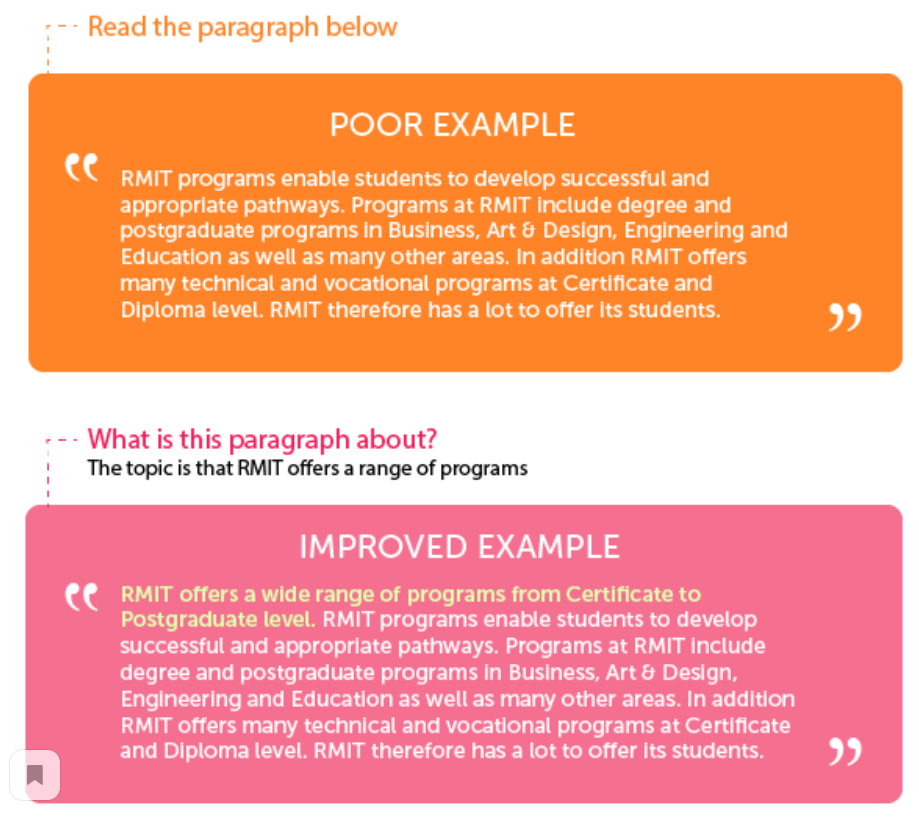 Read the paragraph below
POOR EXAMPLE
“
RMIT programs enable students to develop successful and
appropriate pathways. Programs at RMIT include degree and
postgraduate programs in Business, Art & Design, Engineering and
Education as well as many other areas. In addition RMIT offers
many technical and vocational programs at Certificate and
Diploma level. RMIT therefore has a lot to offer its students.
”
What is this paragraph about?
The topic is that RMIT offers a range of programs
IMPROVED EXAMPLE
“
RMIT offers a wide range of programs from Certificate to
Postgraduate level. RMIT programs enable students to develop
successful and appropriate pathways. Programs at RMIT include
degree and postgraduate programs in Business, Art & Design,
Engineering and Education as well as many other areas. In addition
RMIT offers many technical and vocational programs at Certificate
and Diploma level. RMIT therefore has a lot to offer its students.
”